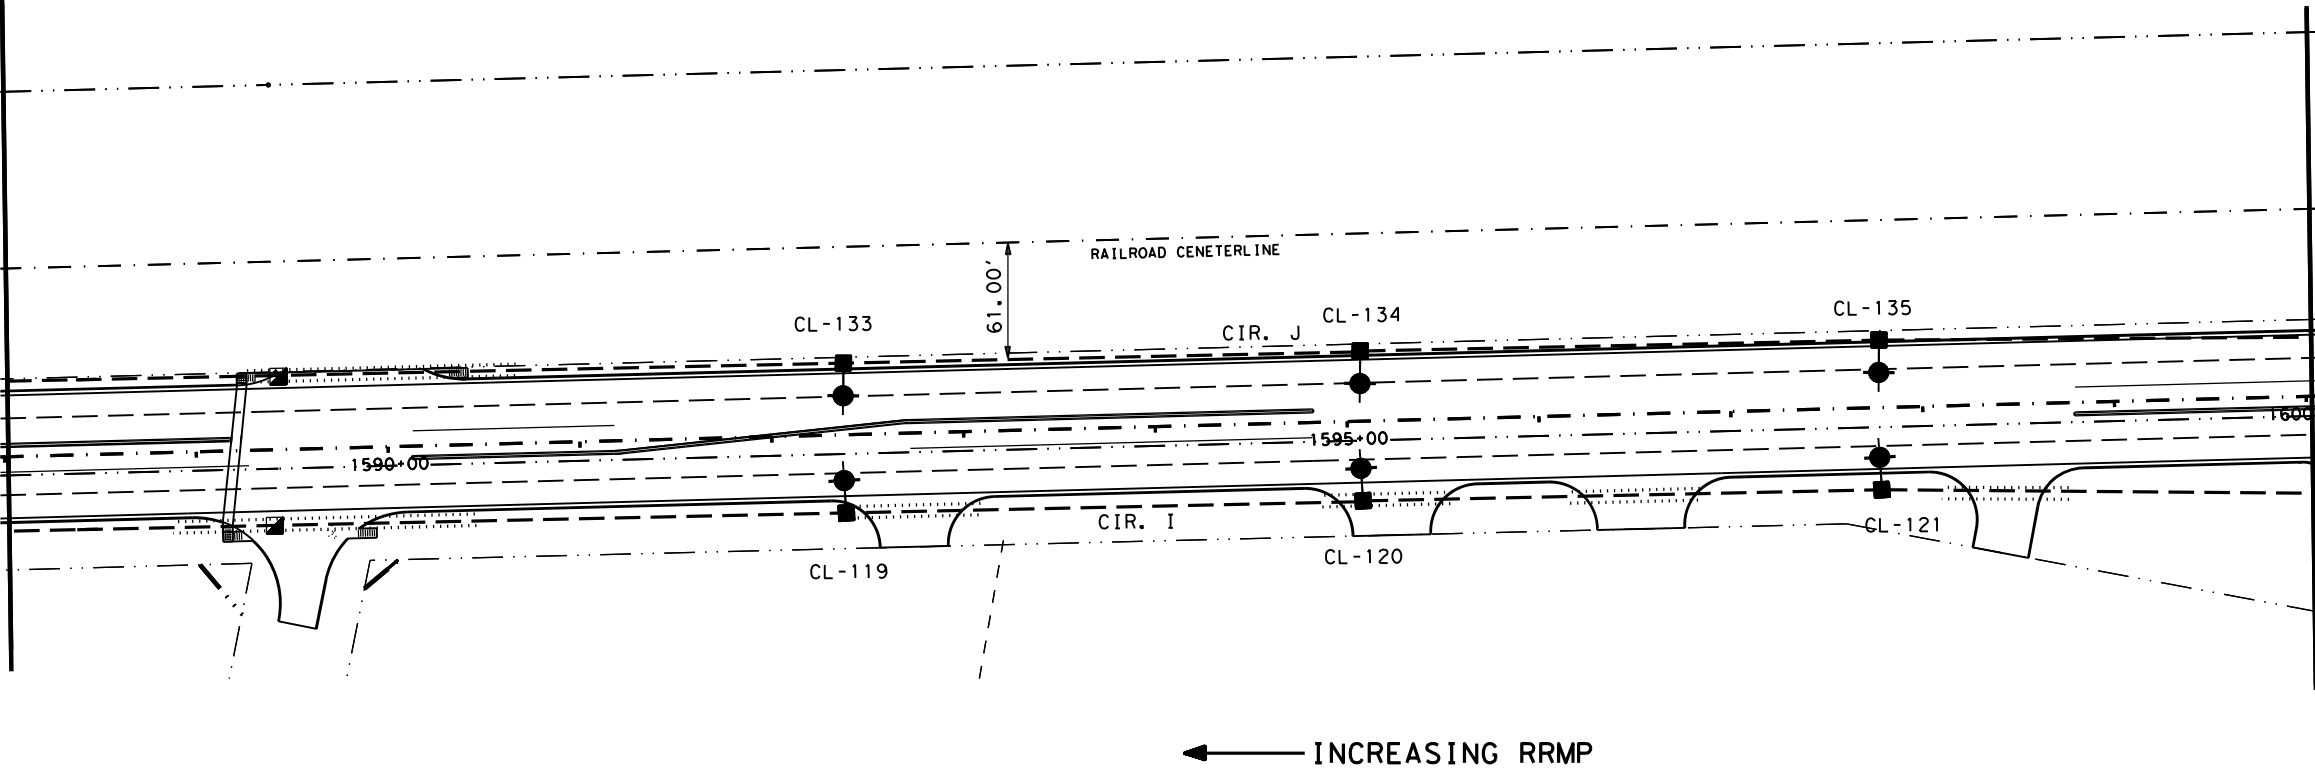 RAILROAD CENETERLINE
61.00'
CL-133
CIR. J
CL-134
CL-135
1590+00
1595+00
1600
CIR. I
CL-119
CL-120
CL-121
INCREASING RRMP